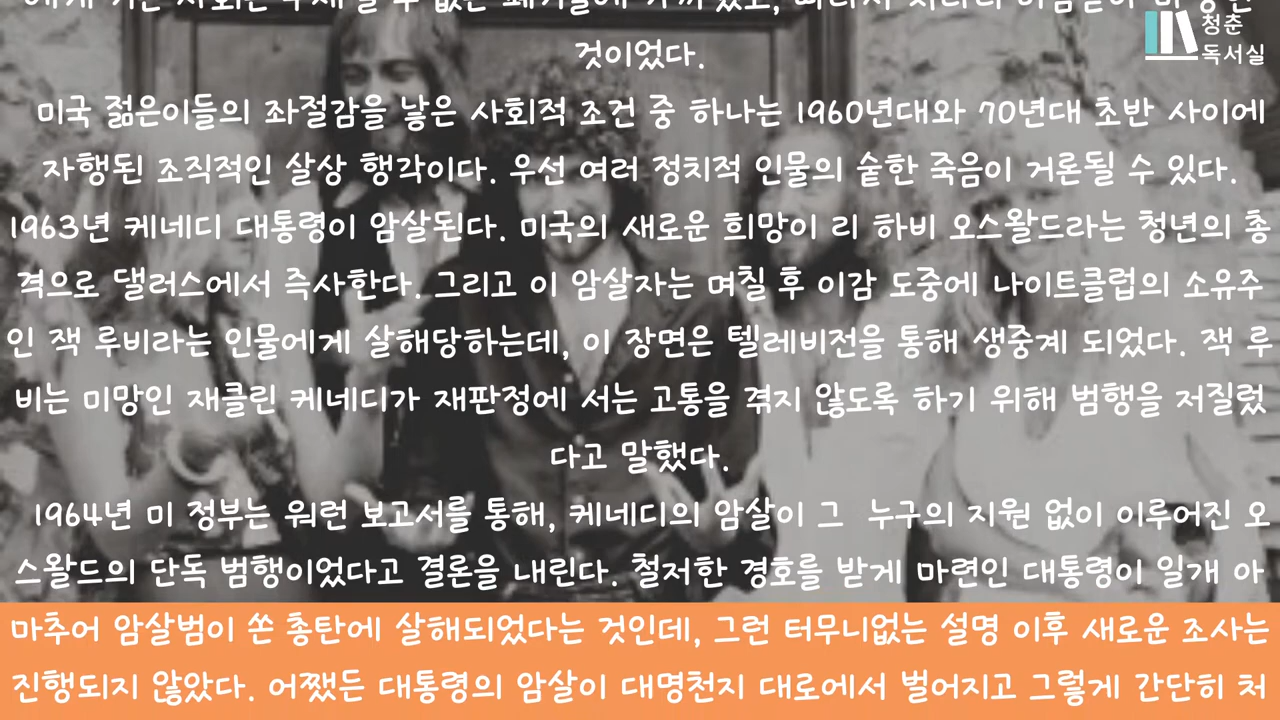 것이었다.
청춘
독서실
미국 젊은이들의 좌절감을 낳은 사회적 조건 중 하나는 1960년대와 70년대 초반 사이에
자행된 조직적인 살상 행각이다. 우선 여러 정치적 인물의 숱한 죽음이 거론될 수 있다.
1963년 케네디 대통령이 암살된다. 미국의 새로운 희망이 리 하비 오스왈드라는 청년의 총
격으로 댈러스에서 즉사한다. 그리고 이 암살자는 며칠 후 이감 도중에 나이트클럽의 소유주
인 잭 루비라는 인물에게 살해당하는데, 이 장면은 텔레비전을 통해 생중계 되었다. 잭 루
비는 미망인 재클린 케네디가 재판정에 서는 고통을 겪지 않도록 하기 위해 범행을 저질렀
다고 말했다.
1964년 미 정부는 워런 보고서를 통해, 케네디의 암살이 그 누구의 지원 없이 이루어진 오
스왈드의 단독 범행이었다고 결론을 내린다. 철저한 경호를 받게 마련인 대통령이 일개 아
마추어 암살범이 쏜 총탄에 살해되었다는 것인데, 그런 터무니없는 설명 이후 새로운 조사는
진행되지 않았다. 어쨌든 대통령의 암살이 대명천지 대로에서 벌어지고 그렇게 간단히 처